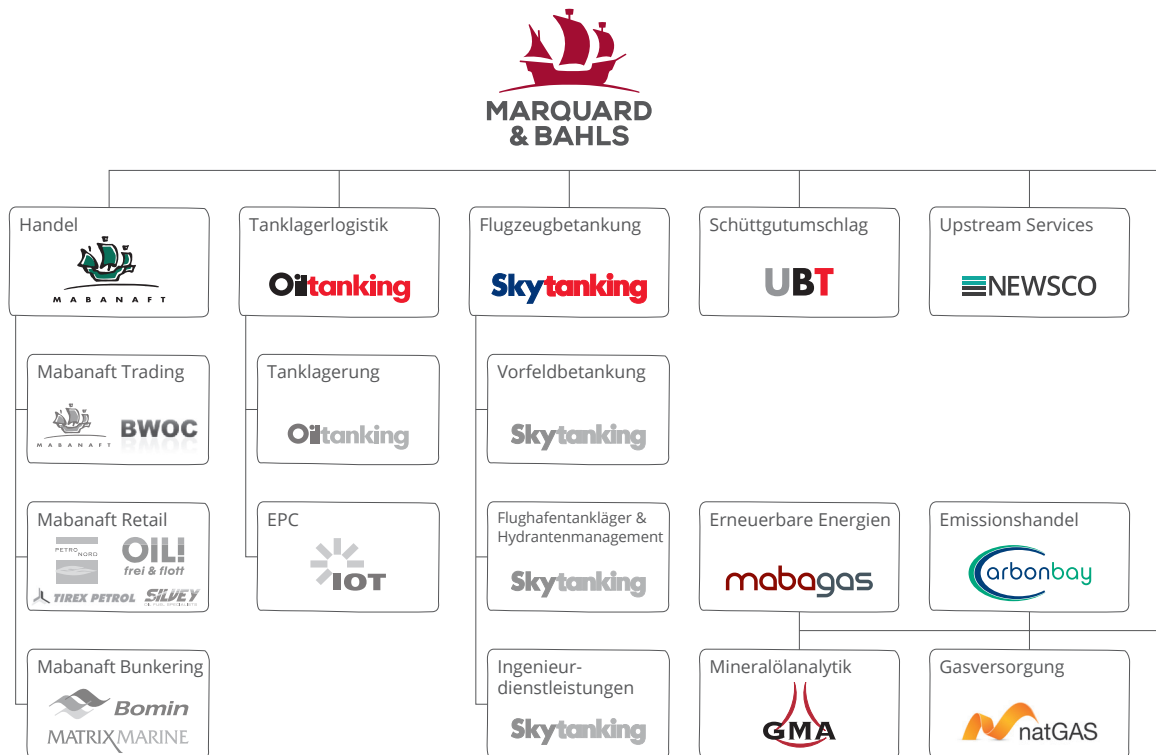 MARQUARD
& BAHLS
Handel
MABANAFT
Tanklagerlogistik
Oiltanking
Flugzeugbetankung
Skytanking
Schüttgutumschlag
UBT
Upstream Services
NEWSCO
Mabanaft Trading
MABANAFT
BWOC
Tanklagerung
Oiltanking
Vorfeldbetankung
Skytanking
Mabanaft Retail
PETRO
NORD
OIL!
frei & flott
TIREX PETROL
SILVEY
EPC
IOT
Flughafentankläger &
Hydrantenmanagement
Skytanking
Erneuerbare Energien
mabagas
Emissionshandel
Carbonbay
Mabanaft Bunkering
Bomin
MATRIX MARINE
Ingenieur-
dienstleistungen
Skytanking
Mineralölanalytik
GMA
Gasversorgung
natGAS